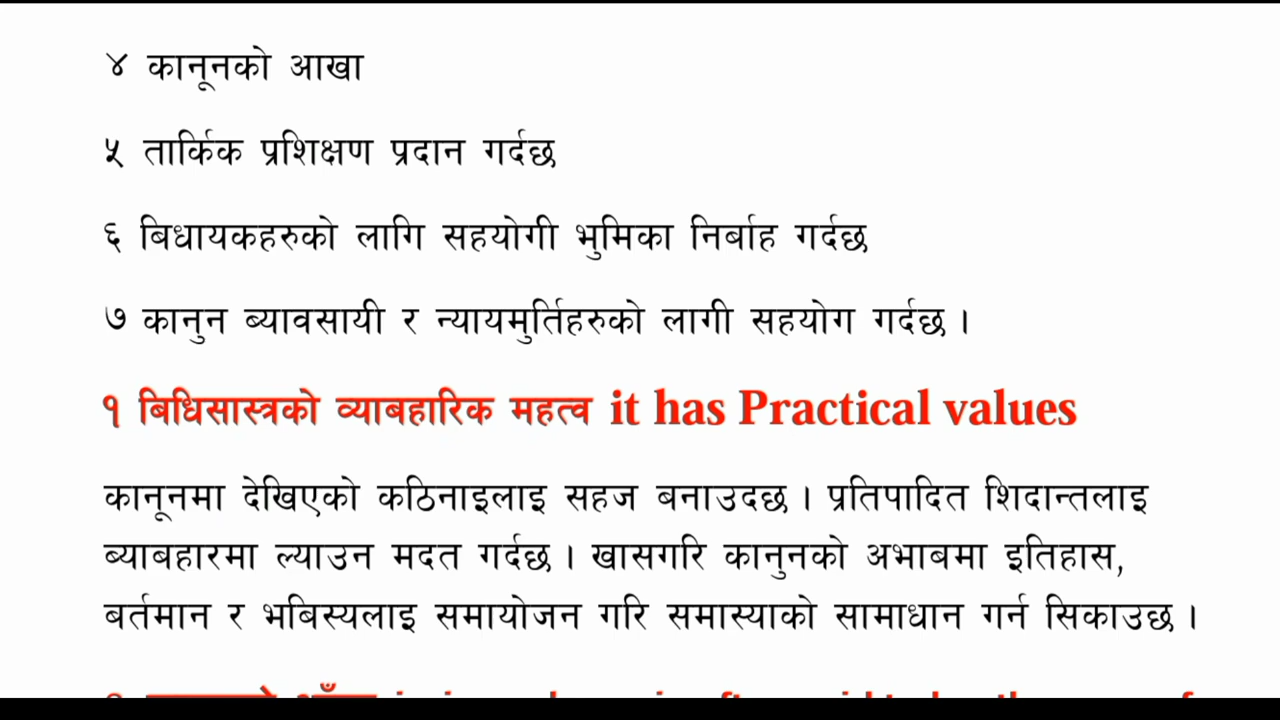 ४ कानूनको आखा
५ तार्किक प्रशिक्षण प्रदान गर्दछ
६ बिधायकहरुको लागि सहयोगी भुमिका निर्बाह गर्दछ
७ कानुन ब्यावसायी र न्यायमुर्तिहरुको लागी सहयोग गर्दछ ।
१ बिधिसास्त्रको व्याबहारिक महत्व it has Practical values
कानूनमा देखिएको कठिनाइलाइ सहज बनाउदछ । प्रतिपादित शिदान्तलाइ
ब्याबहारमा ल्याउन मदत गर्दछ । खासगरि कानुनको अभाबमा इतिहास,
बर्तमान र भबिस्यलाइ समायोजन गरि समास्याको सामाधान गर्न सिकाउछ ।